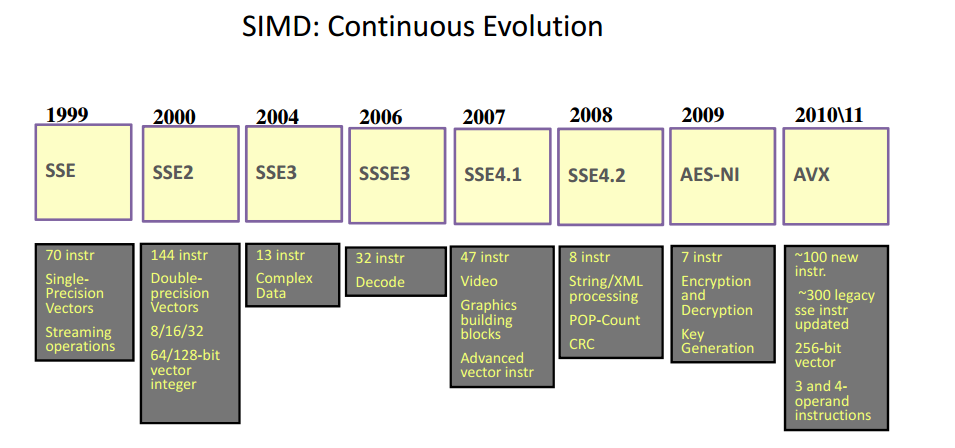 SIMD: Continuous Evolution
1999
2000
2004
2006
2007
2008
2009
2010\11
SSE
SSE2
SSE3
SSSE3
SSE4.1
SSE4.2
AES-NI
AVX
70 instr
Single-
Precision
Vectors
Streaming
operations
144 instr
Double-
precision
Vectors
8/16/32
64/128-bit
vector
integer
13 instr
Complex
Data
32 instr
Decode
47 instr
Video
Graphics
building
blocks
Advanced
vector instr
8 instr
String/XML
processing
POP-Count
CRC
7 instr
Encryption
and
Decryption
Key
Generation
~100 new
instr.
~300 legacy
sse instr
updated
256-bit
vector
3 and 4-
operand
instructions